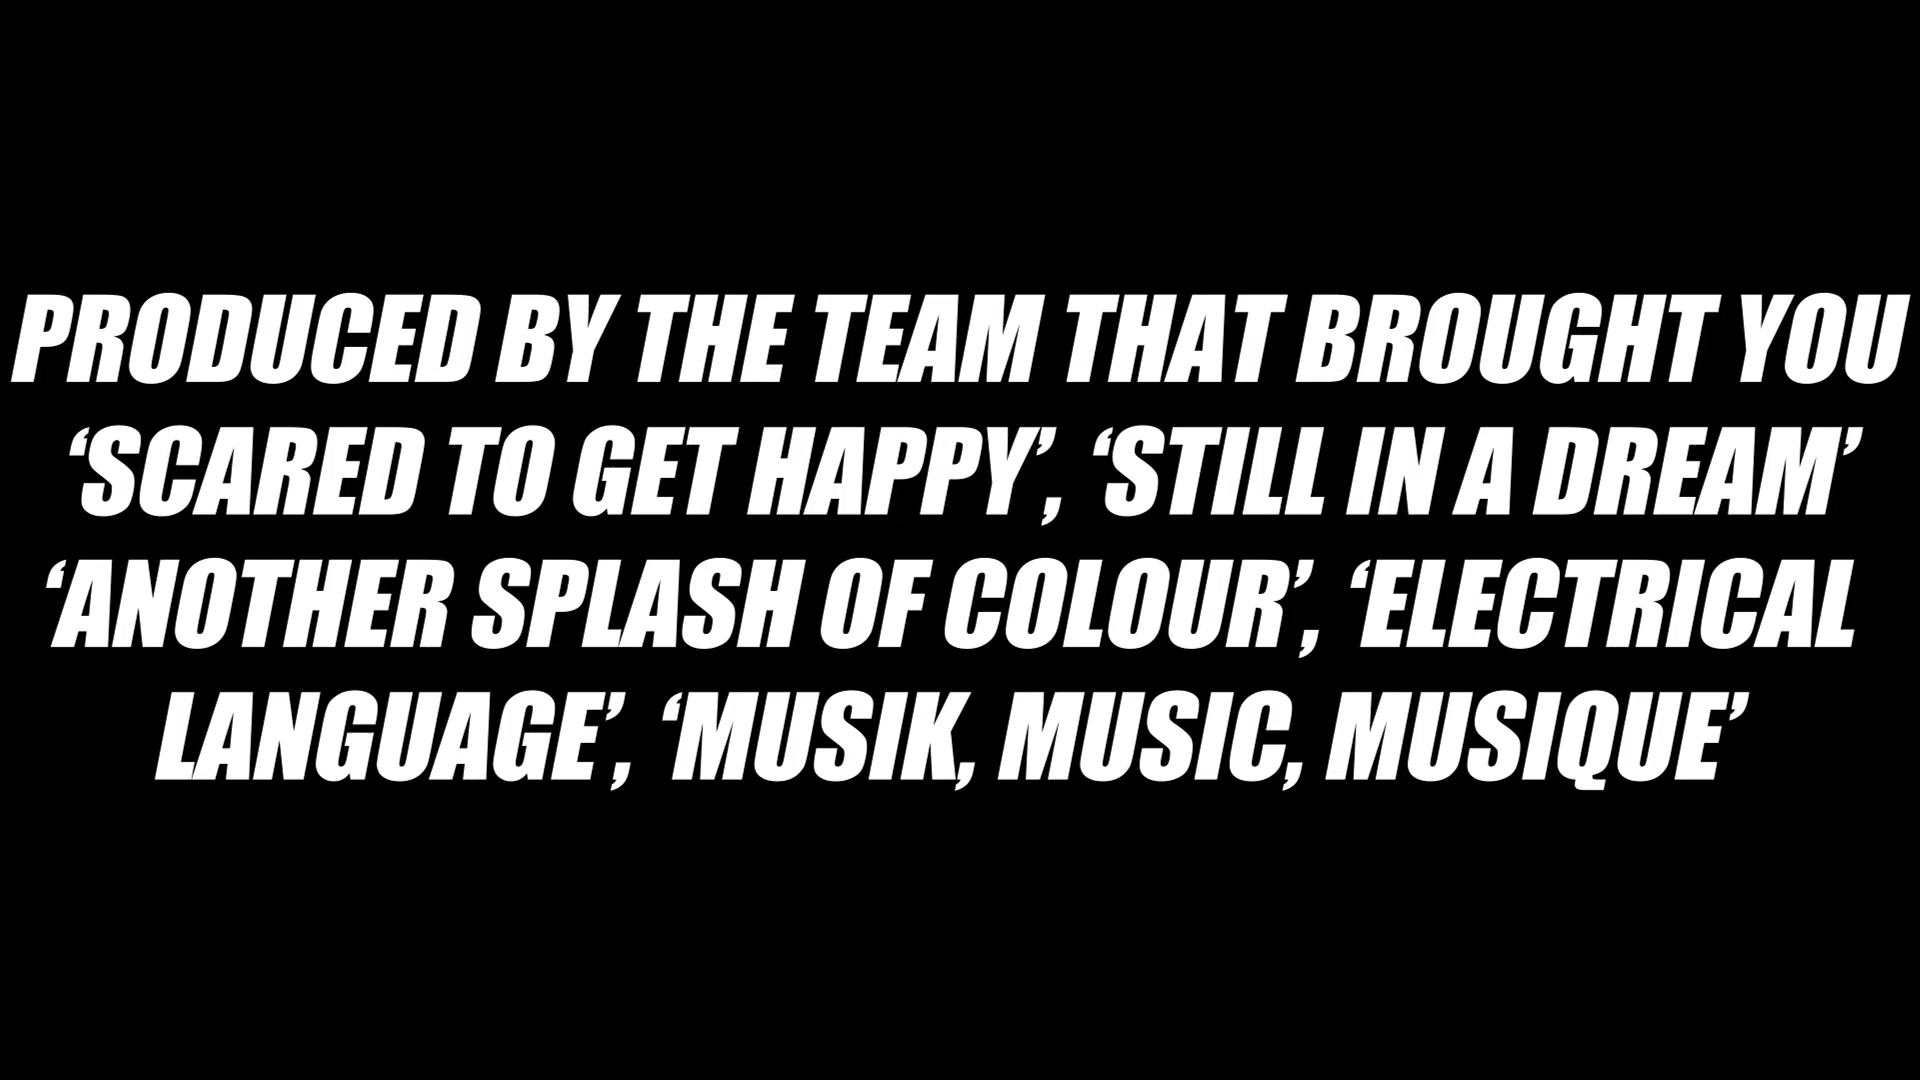 PRODUCED BY THE TEAM THAT BROUGHT YOU
‘SCARED TO GET HAPPY’, ‘STILL IN A DREAM’
‘ANOTHER SPLASH OF COLOUR’, ‘ELECTRICAL
LANGUAGE’, ‘MUSIK, MUSIC, MUSIQUE’